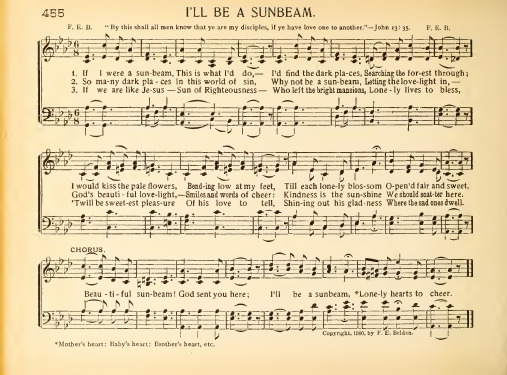 455 I'LL BE A SUNBEAM.
F. E. B. "By this shall all men know that ye are my disciples, if ye have love one to another."—John 13: 35. F. E. B.
1. If I were a sun-beam, This is what I'd do,— I'd find the dark pla-ces, Searching the for-est through;
2. So ma-ny dark pla-ces In this world of sin, Why not be a sun-beam, Letting the love-light in,—
3. If we are like Je-sus—Sun of Righteousness—Who left the bright mansions, Lone-ly lives to bless,
I would kiss the pale flowers, Bend-ing low at my feet, Till each lone-ly blos-som O-pen'd fair and sweet.
God's beauti-ful love-light,—Smiles and words of cheer: Kindness is the sun-shine We should scat-ter here.
'Twill be sweet-est pleas-ure Of his love to tell, Shin-ing out his glad-ness Where the sad ones dwell.
CHORUS.
Beau-ti-ful sun-beam! God sent you here; I'll be a sunbeam, *Lone-ly hearts to cheer.
Copyright, 1900, by F. E. Belden.
*Mother's heart; Baby's heart; Brother's heart, etc.